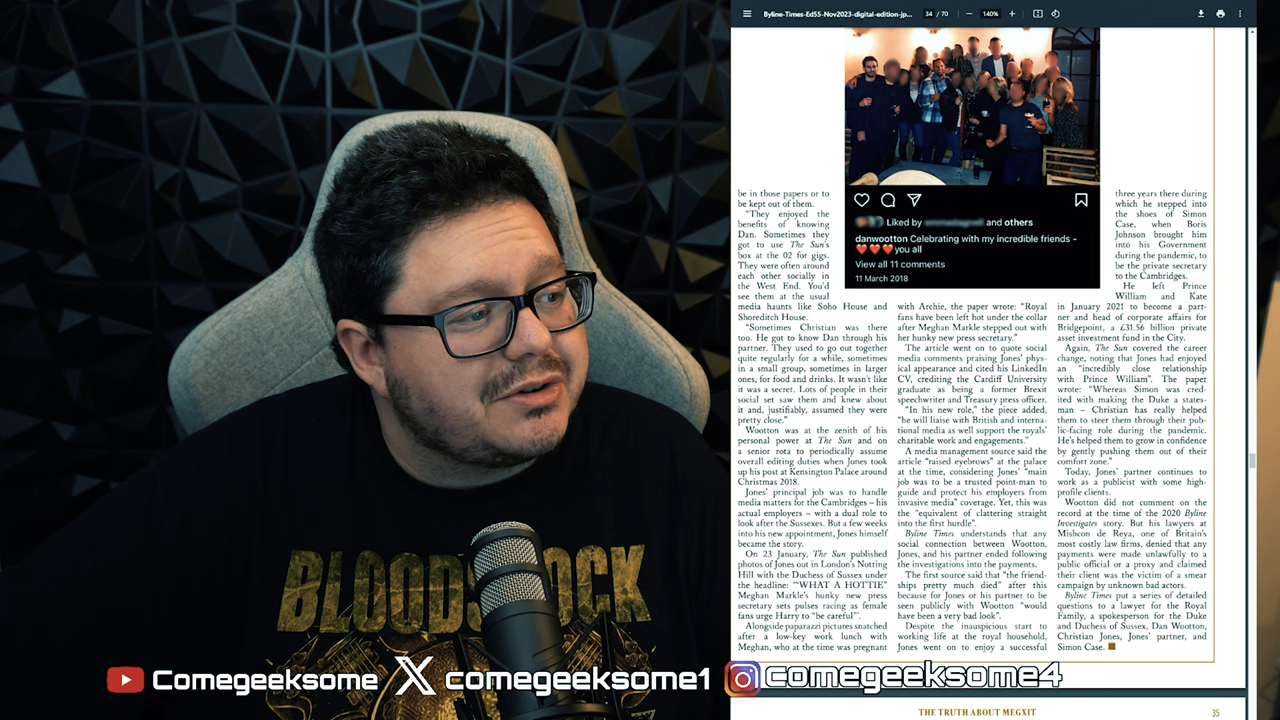 Byline-Times-Ed55-Nov2023-digital-edition-jp...
34 / 70
140%
Liked by
and others
danwootton Celebrating with my incredible friends -
❤️❤️❤️you all
View all 11 comments
11 March 2018
be in those papers or to
be kept out of them.
"They enjoyed the
benefits of knowing
Dan. Sometimes they
got to use The Sun's
box at the 02 for gigs.
They were often around
each other socially in
the West End. You'd
see them at the usual
media haunts like Soho House and
Shoreditch House.
"Sometimes Christian was there
too. He got to know Dan through his
partner. They used to go out together
quite regularly for a while, sometimes
in a small group, sometimes in larger
ones, for food and drinks. It wasn't like
it was a secret. Lots of people in their
social set saw them and knew about
it and, justifiably, assumed they were
pretty close."
Wootton was at the zenith of his
personal power at The Sun and on
a senior rota to periodically assume
overall editing duties when Jones took
up his post at Kensington Palace around
Christmas 2018.
Jones' principal job was to handle
media matters for the Cambridges – his
actual employers – with a dual role to
look after the Sussexes. But a few weeks
into his new appointment, Jones himself
became the story.
On 23 January, The Sun published
photos of Jones out in London's Notting
Hill with the Duchess of Sussex under
the headline: "'WHAT A HOTTIE'
Meghan Markle's hunky new press
secretary sets pulses racing as female
fans urge Harry to "be careful"'.
Alongside paparazzi pictures snatched
after a low-key work lunch with
Meghan, who at the time was pregnant
with Archie, the paper wrote: "Royal
fans have been left hot under the collar
after Meghan Markle stepped out with
her hunky new press secretary."
The article went on to quote social
media comments praising Jones' phys-
ical appearance and cited his LinkedIn
CV, crediting the Cardiff University
graduate as being a former Brexit
speechwriter and Treasury press officer.
"In his new role," the piece added,
"he will liaise with British and interna-
tional media as well support the royals'
charitable work and engagements."
A media management source said the
article "raised eyebrows" at the palace
at the time, considering Jones' "main
job was to be a trusted point-man to
guide and protect his employers from
invasive media" coverage. Yet, this was
the "equivalent of clattering straight
into the first hurdle".
Byline Times understands that any
social connection between Wootton,
Jones, and his partner ended following
the investigations into the payments.
The first source said that "the friend-
ships pretty much died" after this
because for Jones or his partner to be
seen publicly with Wootton "would
have been a very bad look".
Despite the inauspicious start to
working life at the royal household,
Jones went on to enjoy a successful
three years there during
which he stepped into
the shoes of Simon
Case, when Boris
Johnson brought him
into his Government
during the pandemic, to
be the private secretary
to the Cambridges.
He left Prince
William and Kate
in January 2021 to become a part-
ner and head of corporate affairs for
Bridgepoint, a £31.56 billion private
asset investment fund in the City.
Again, The Sun covered the career
change, noting that Jones had enjoyed
an "incredibly close relationship
with Prince William". The paper
wrote: "Whereas Simon was cred-
ited with making the Duke a states-
man – Christian has really helped
them to steer them through their pub-
lic-facing role during the pandemic.
He's helped them to grow in confidence
by gently pushing them out of their
comfort zone."
Today, Jones' partner continues to
work as a publicist with some high-
profile clients.
Wootton did not comment on the
record at the time of the 2020 Byline
Investigates story. But his lawyers at
Mishcon de Reya, one of Britain's
most costly law firms, denied that any
payments were made unlawfully to a
public official or a proxy and claimed
their client was the victim of a smear
campaign by unknown bad actors.
Byline Times put a series of detailed
questions to a lawyer for the Royal
Family, a spokesperson for the Duke
and Duchess of Sussex, Dan Wootton,
Christian Jones, Jones' partner, and
Simon Case.
Comegeeksome
comegeeksome1
comegeeksome4
THE TRUTH ABOUT MEGXIT
35